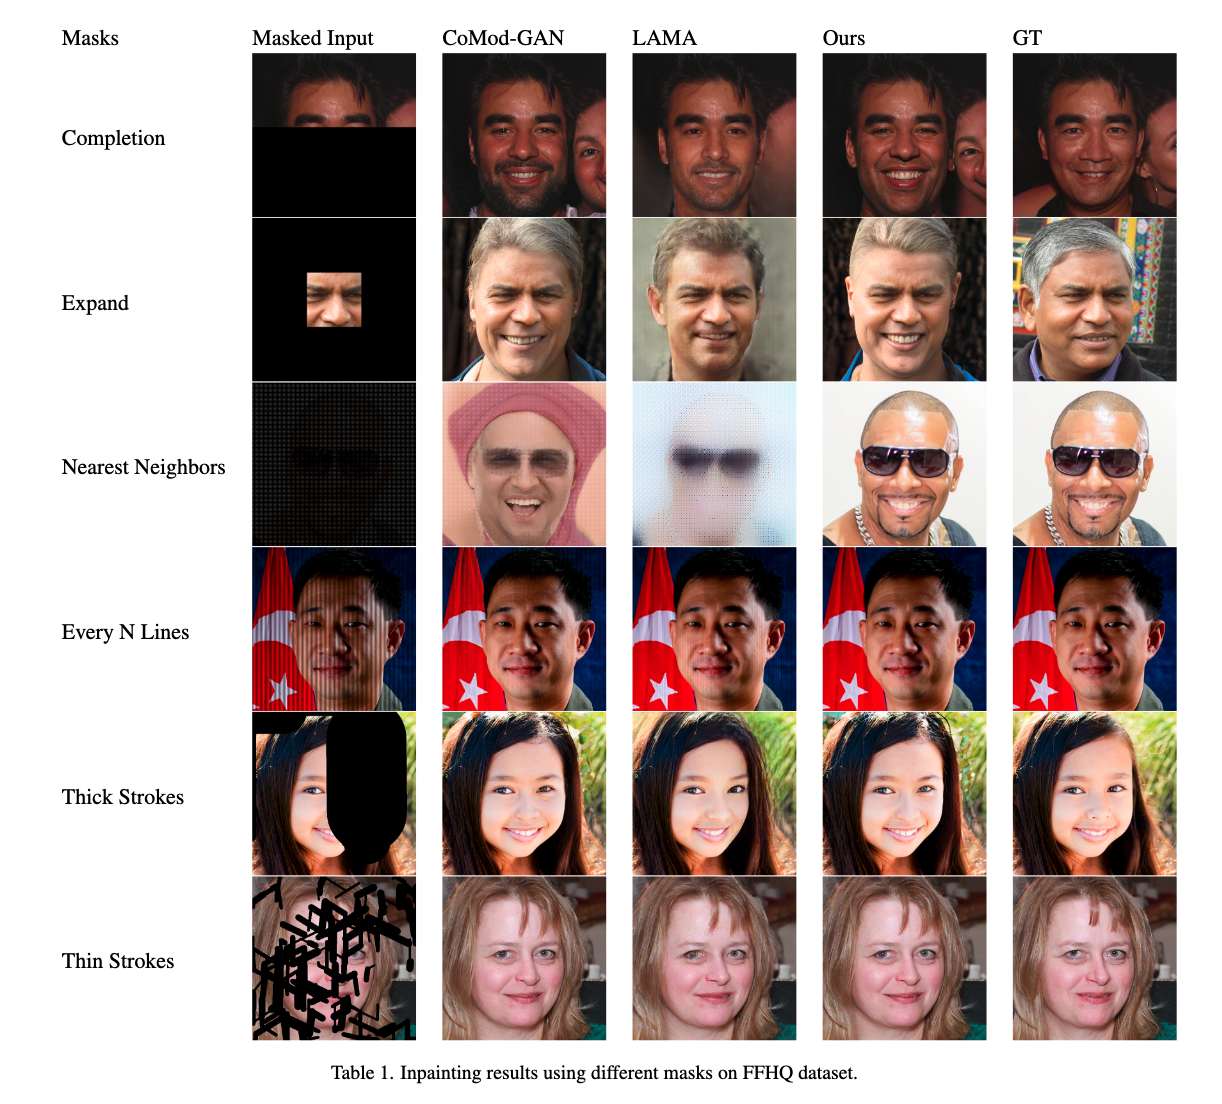 Masks Masked Input CoMod-GAN LAMA Ours GT
Completion
Expand
Nearest Neighbors
Every N Lines
Thick Strokes
Thin Strokes
Table 1. Inpainting results using different masks on FFHQ dataset.